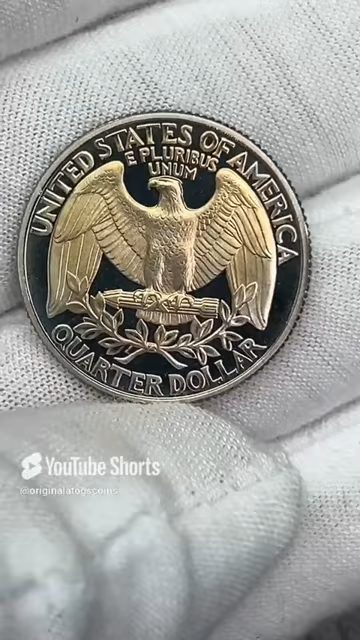 UNITED STATES OF AMERICA
E PLURIBUS
UNUM
QUARTER DOLLAR
YouTube Shorts